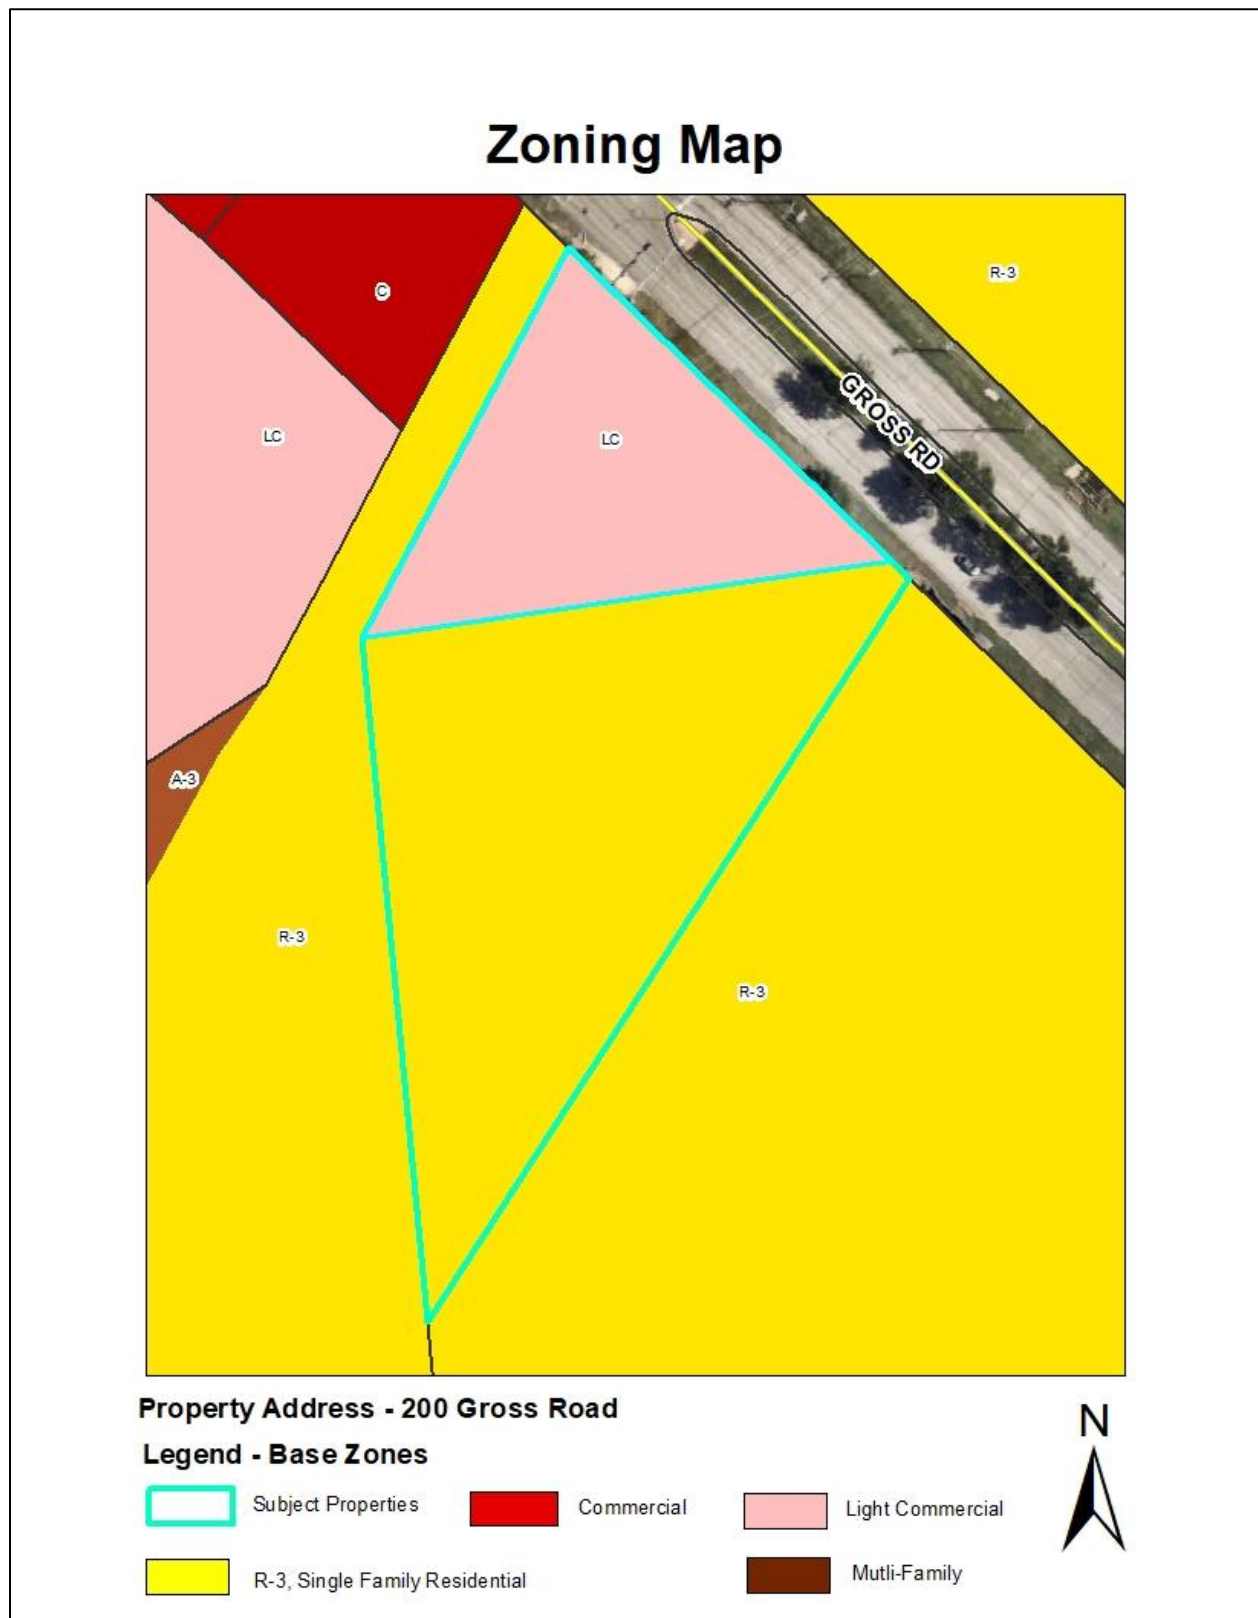 Zoning Map
R-3
C
LC
LC
GROSS RD
A-3
R-3
R-3
Property Address - 200 Gross Road
Legend - Base Zones
N
Subject Properties
Commercial
Light Commercial
R-3, Single Family Residential
Mutli-Family